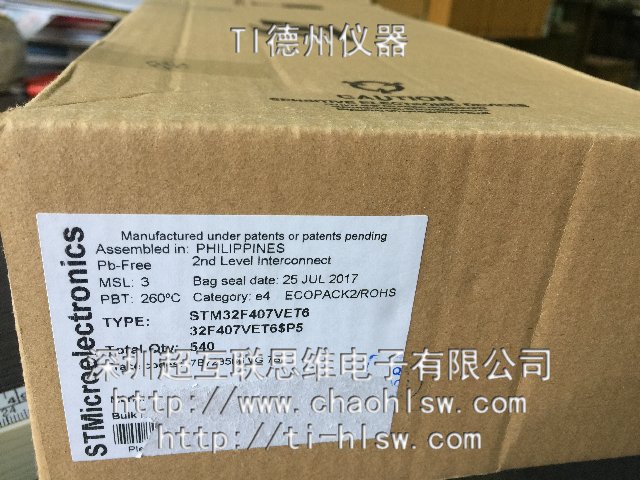 TI德州仪器
CAUTION
STMicroelectronics
Manufactured under patents or patents pending
Assembled in: PHILIPPINES
Pb-Free 2nd Level Interconnect
MSL: 3 Bag seal date: 25 JUL 2017
PBT: 260ºC Category: e4 ECOPACK2/ROHS
TYPE: STM32F407VET6
32F407VET6$P5
Total Qty: 540
深圳超互联思维电子有限公司
http://www.chaohlsw.com
Bulk
https://ti-hlsw.com